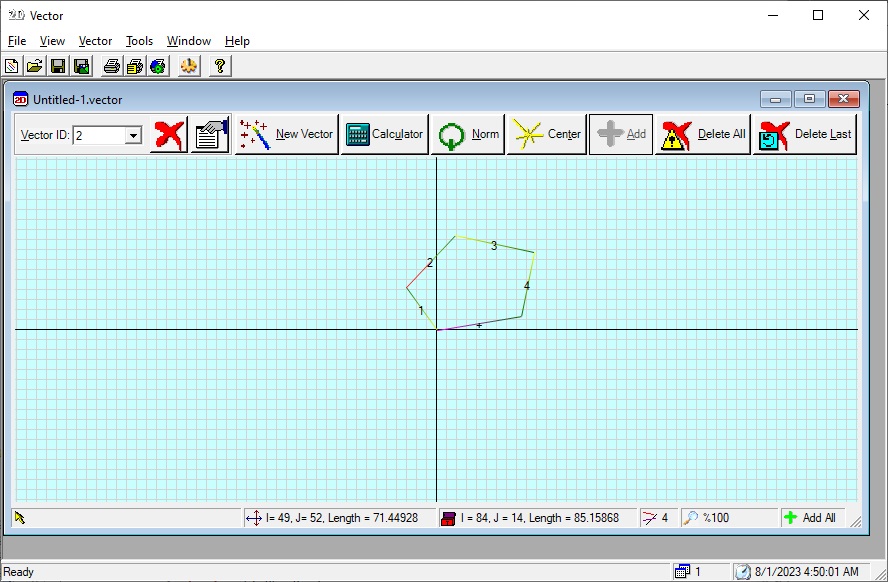 2D Vector
File View Vector Tools Window Help
2D Untitled-1.vector
Vector ID: 2 New Vector Calculator Norm Center Add Delete All Delete Last
3
2
4
1
+
I= 49, J= 52, Length = 71.44928 I = 84, J = 14, Length = 85.15868 4 %100 Add All
Ready 1 8/1/2023 4:50:01 AM